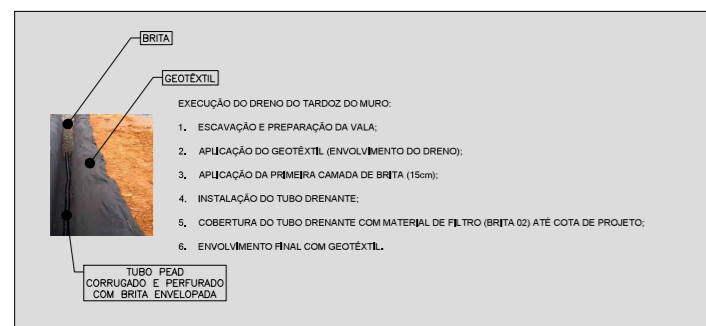 BRITA
GEOTÊXTIL
EXECUÇÃO DO DRENO DO TARDOZ DO MURO:
1. ESCAVAÇÃO E PREPARAÇÃO DA VALA;
2. APLICAÇÃO DO GEOTÊXTIL (ENVOLVIMENTO DO DRENO);
3. APLICAÇÃO DA PRIMEIRA CAMADA DE BRITA (15cm);
4. INSTALAÇÃO DO TUBO DRENANTE;
5. COBERTURA DO TUBO DRENANTE COM MATERIAL DE FILTRO (BRITA 02) ATÉ COTA DE PROJETO;
6. ENVOLVIMENTO FINAL COM GEOTÊXTIL.
TUBO PEAD
CORRUGADO E PERFURADO
COM BRITA ENVELOPADA